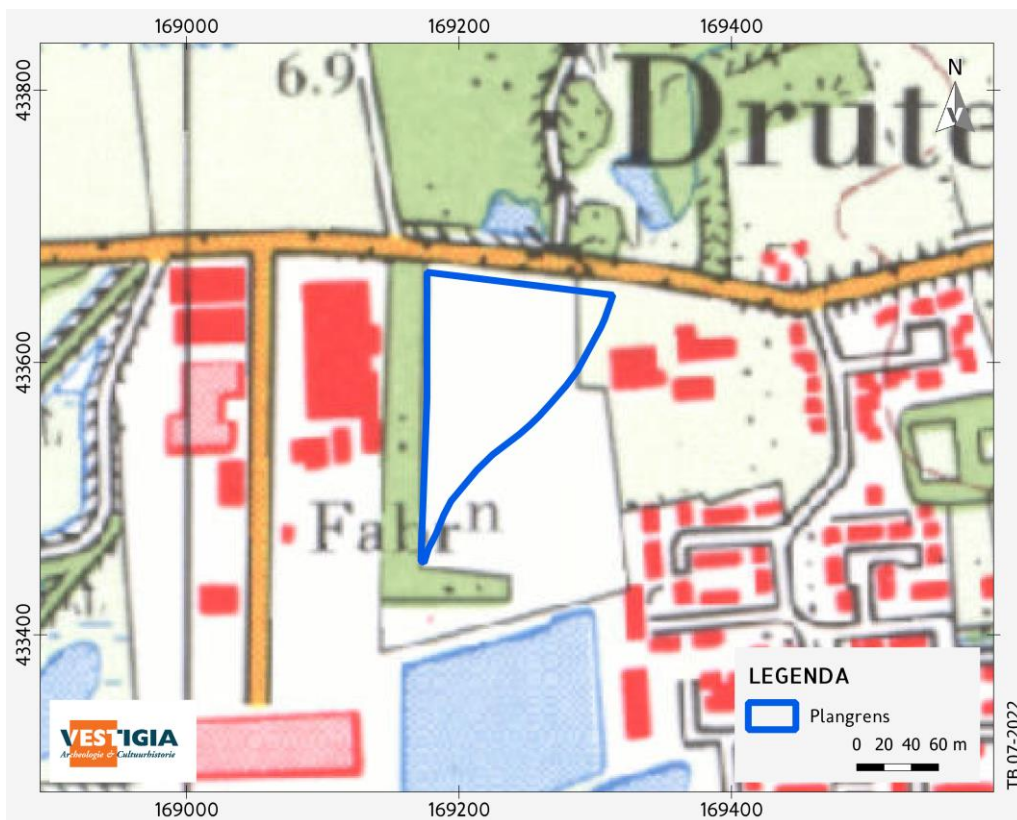 169000 169200 169400
433800
433600
433400
6.9
Drute
N
Fabrn
LEGENDA
Plangrens
0 20 40 60 m
VESTIGIA
Archeologie & Cultuurhistorie
TB 07-2022
169000 169200 169400